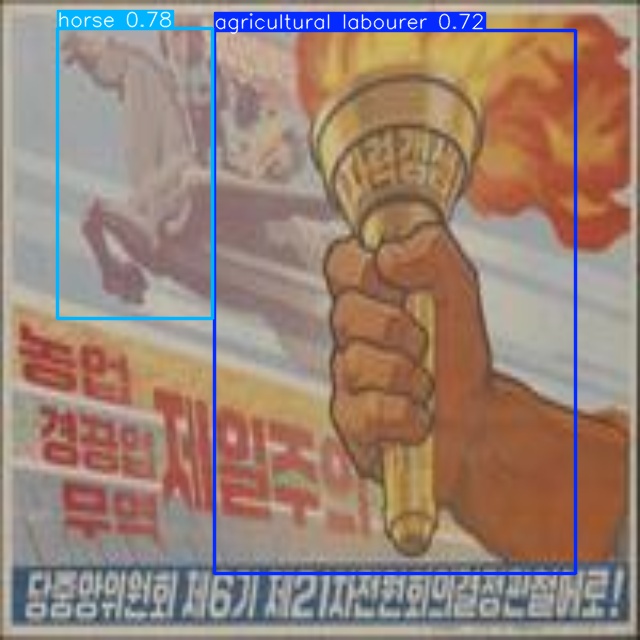 horse 0.78
agricultural labourer 0.72
농업
경공업
무역
제일주의
당중앙위원회 제6기 제21차전원회의결정관철에로!